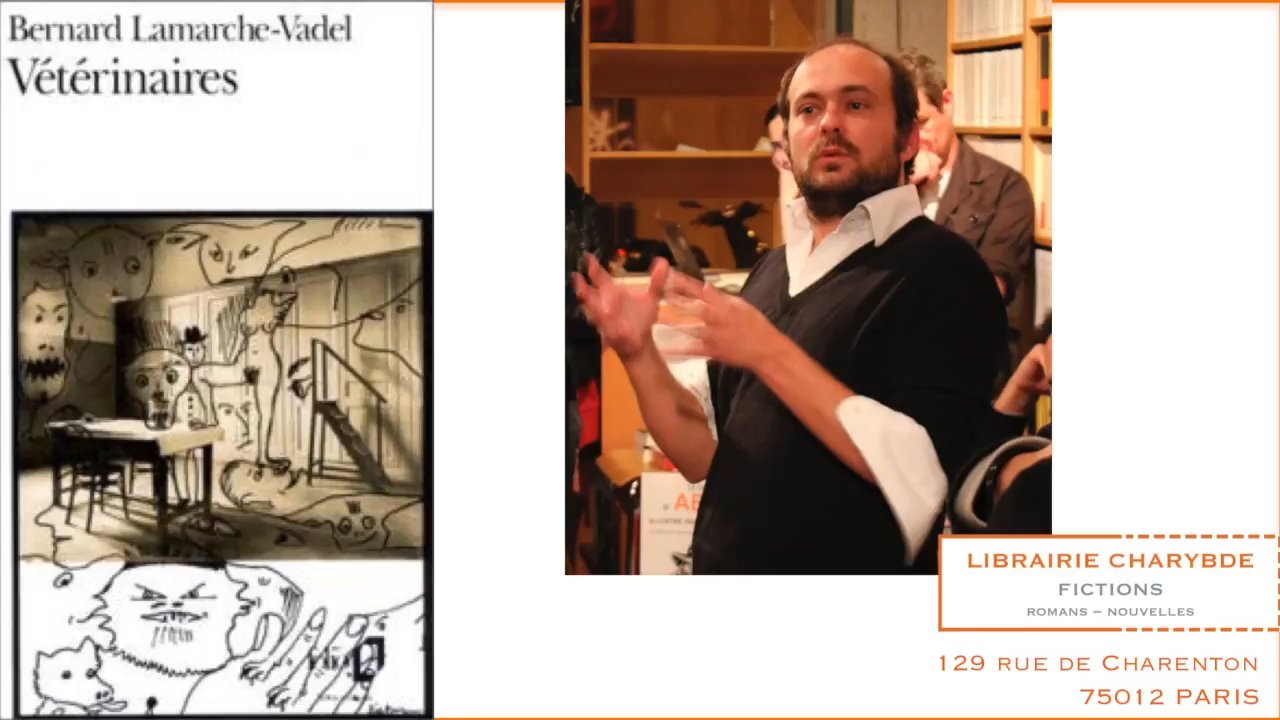 Bernard Lamarche-Vadel
Vétérinaires
LIBRAIRIE CHARYBDE
FICTIONS
ROMANS – NOUVELLES
129 RUE DE CHARENTON
75012 PARIS